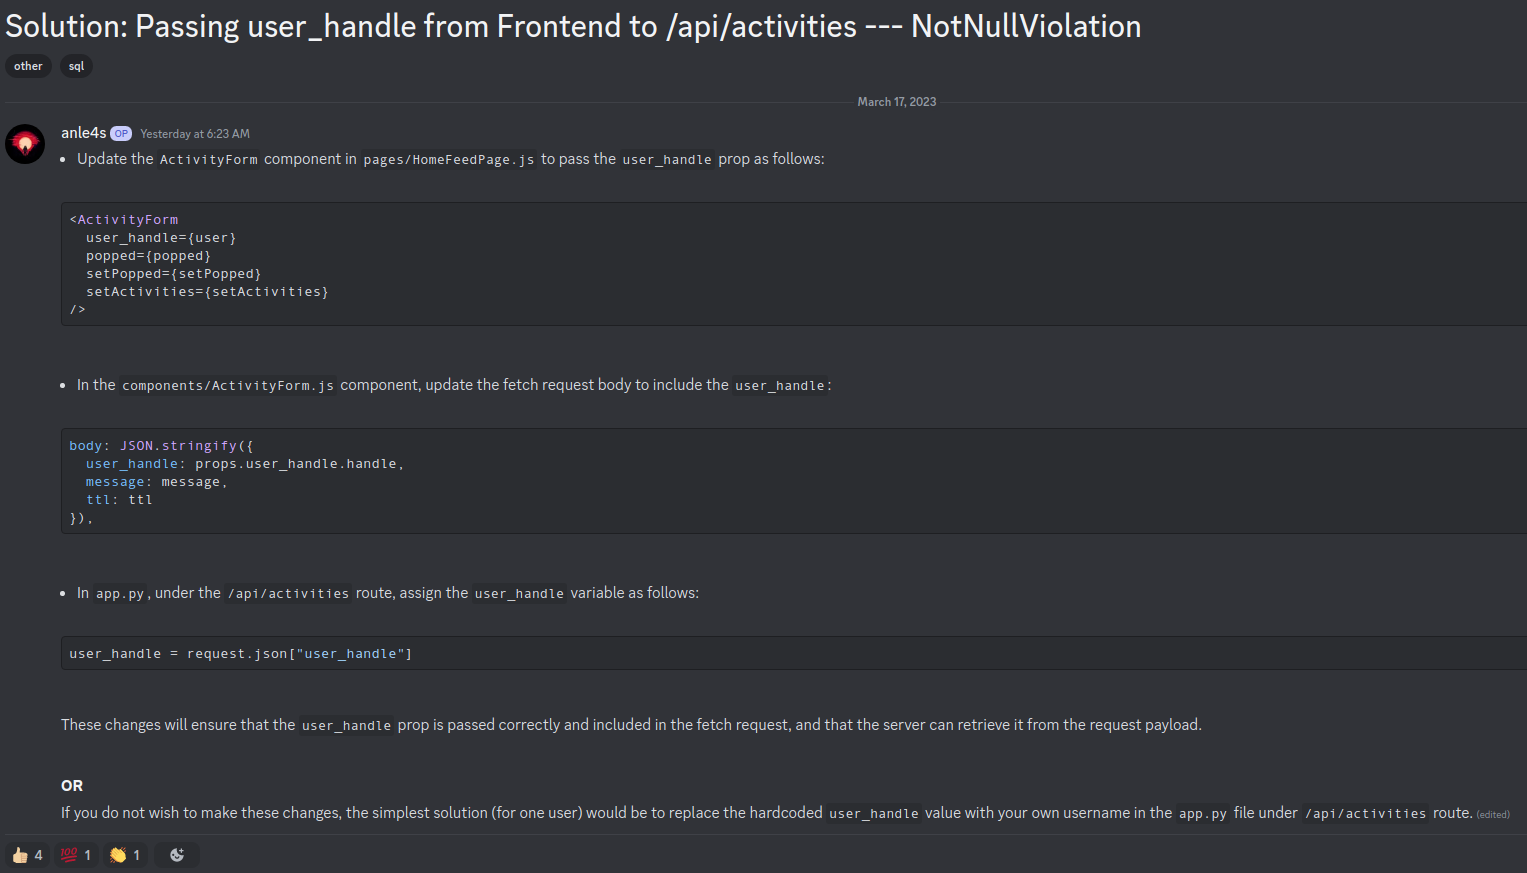 Solution: Passing user_handle from Frontend to /api/activities --- NotNullViolation
other sql
March 17, 2023
anle4s OP Yesterday at 6:23 AM
• Update the ActivityForm component in pages/HomeFeedPage.js to pass the user_handle prop as follows:
<ActivityForm
  user_handle={user}
  popped={popped}
  setPopped={setPopped}
  setActivities={setActivities}
/>
• In the components/ActivityForm.js component, update the fetch request body to include the user_handle:
body: JSON.stringify({
  user_handle: props.user_handle.handle,
  message: message,
  ttl: ttl
}),
• In app.py, under the /api/activities route, assign the user_handle variable as follows:
user_handle = request.json["user_handle"]
These changes will ensure that the user_handle prop is passed correctly and included in the fetch request, and that the server can retrieve it from the request payload.
OR
If you do not wish to make these changes, the simplest solution (for one user) would be to replace the hardcoded user_handle value with your own username in the app.py file under /api/activities route. (edited)
👍 4 💯 1 👏 1